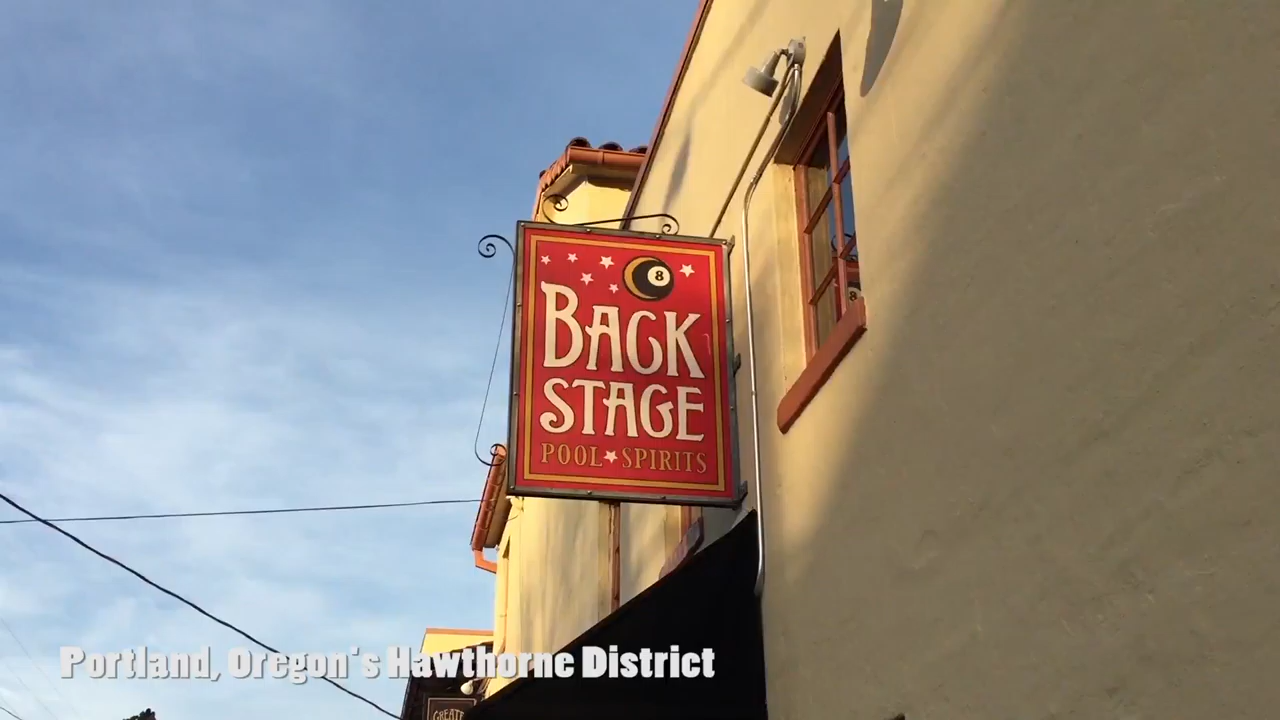 8
BACK
STAGE
POOL★SPIRITS
Portland, Oregon's Hawthorne District